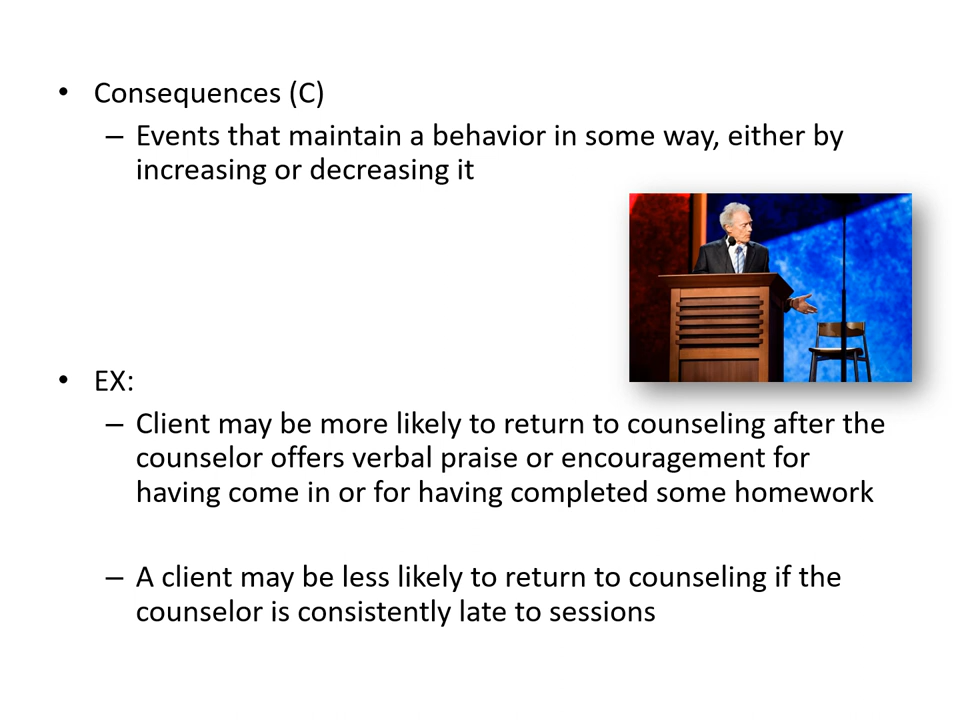 • Consequences (C)
– Events that maintain a behavior in some way, either by
increasing or decreasing it
• EX:
– Client may be more likely to return to counseling after the
counselor offers verbal praise or encouragement for
having come in or for having completed some homework
– A client may be less likely to return to counseling if the
counselor is consistently late to sessions